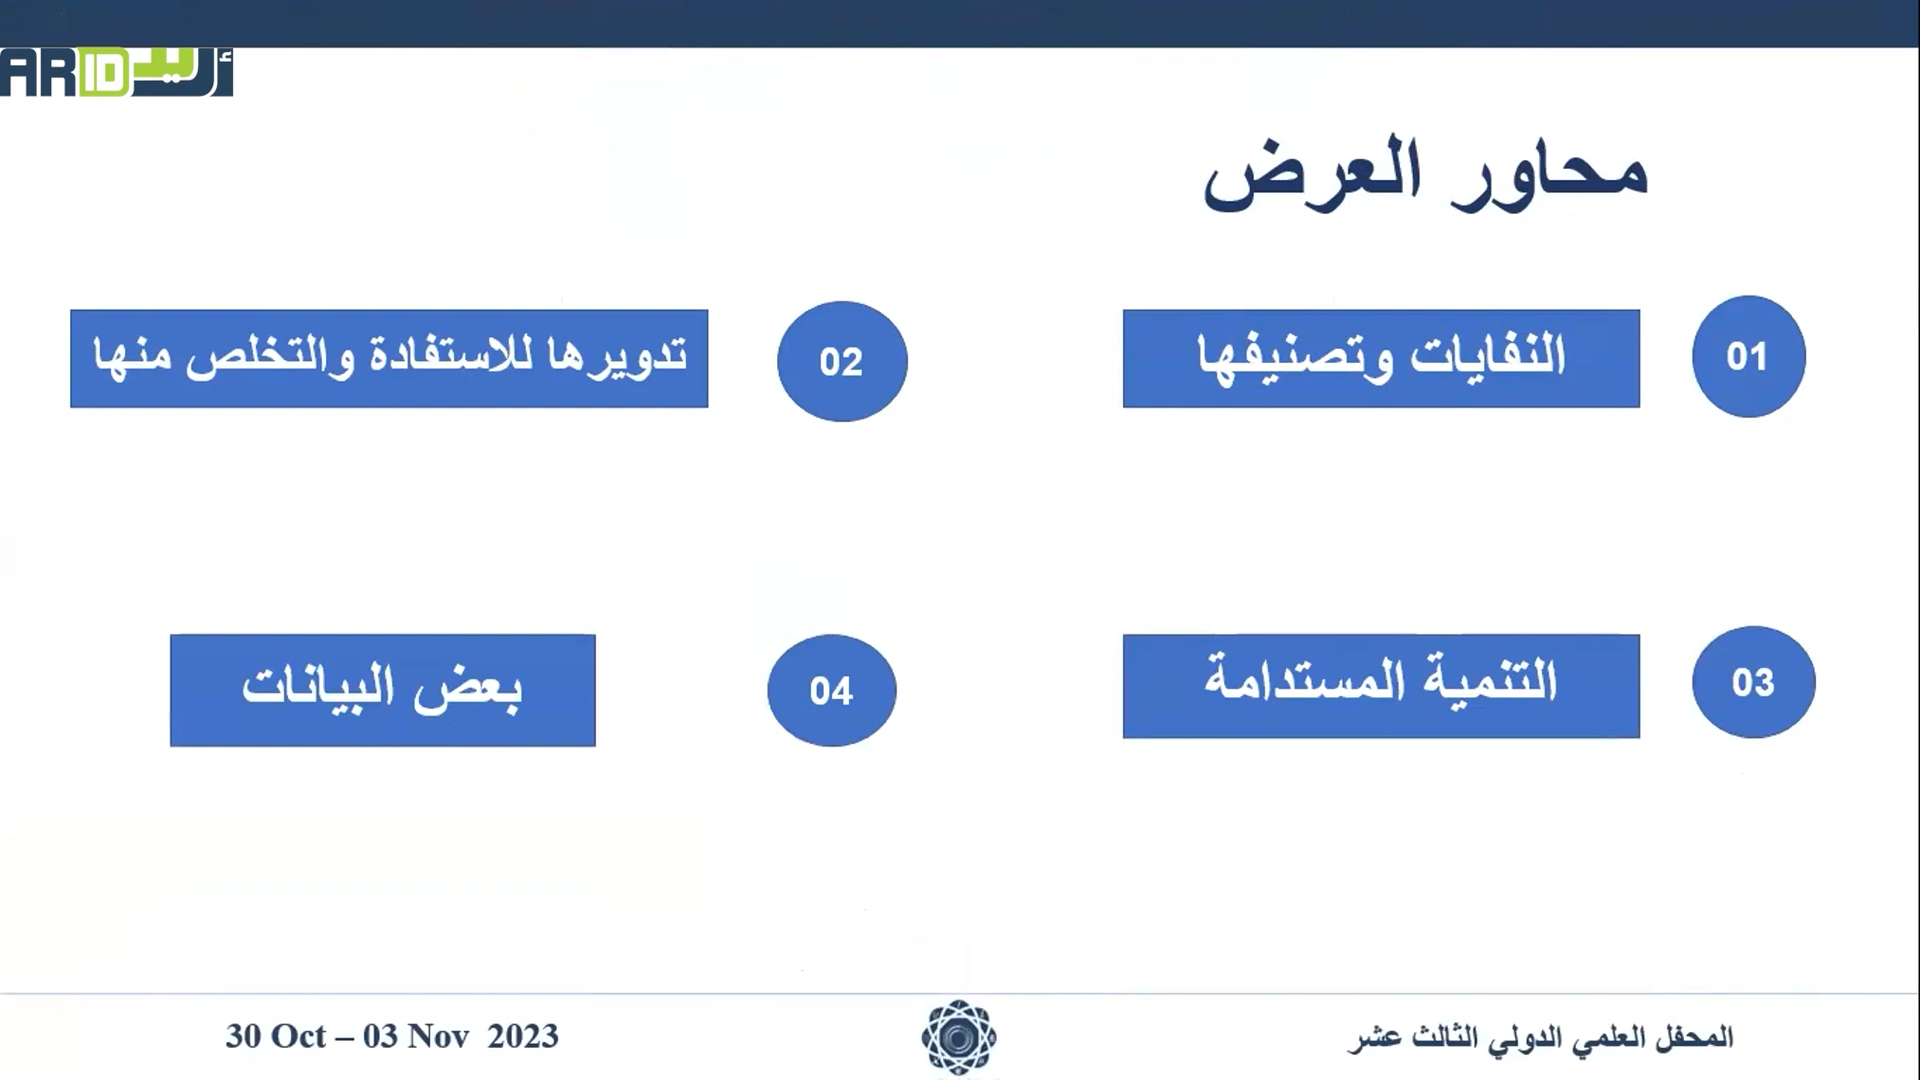 ARID أريد
محاور العرض
01
النفايات وتصنيفها
02
تدويرها للاستفادة والتخلص منها
03
التنمية المستدامة
04
بعض البيانات
المحفل العلمي الدولي الثالث عشر
30 Oct – 03 Nov 2023